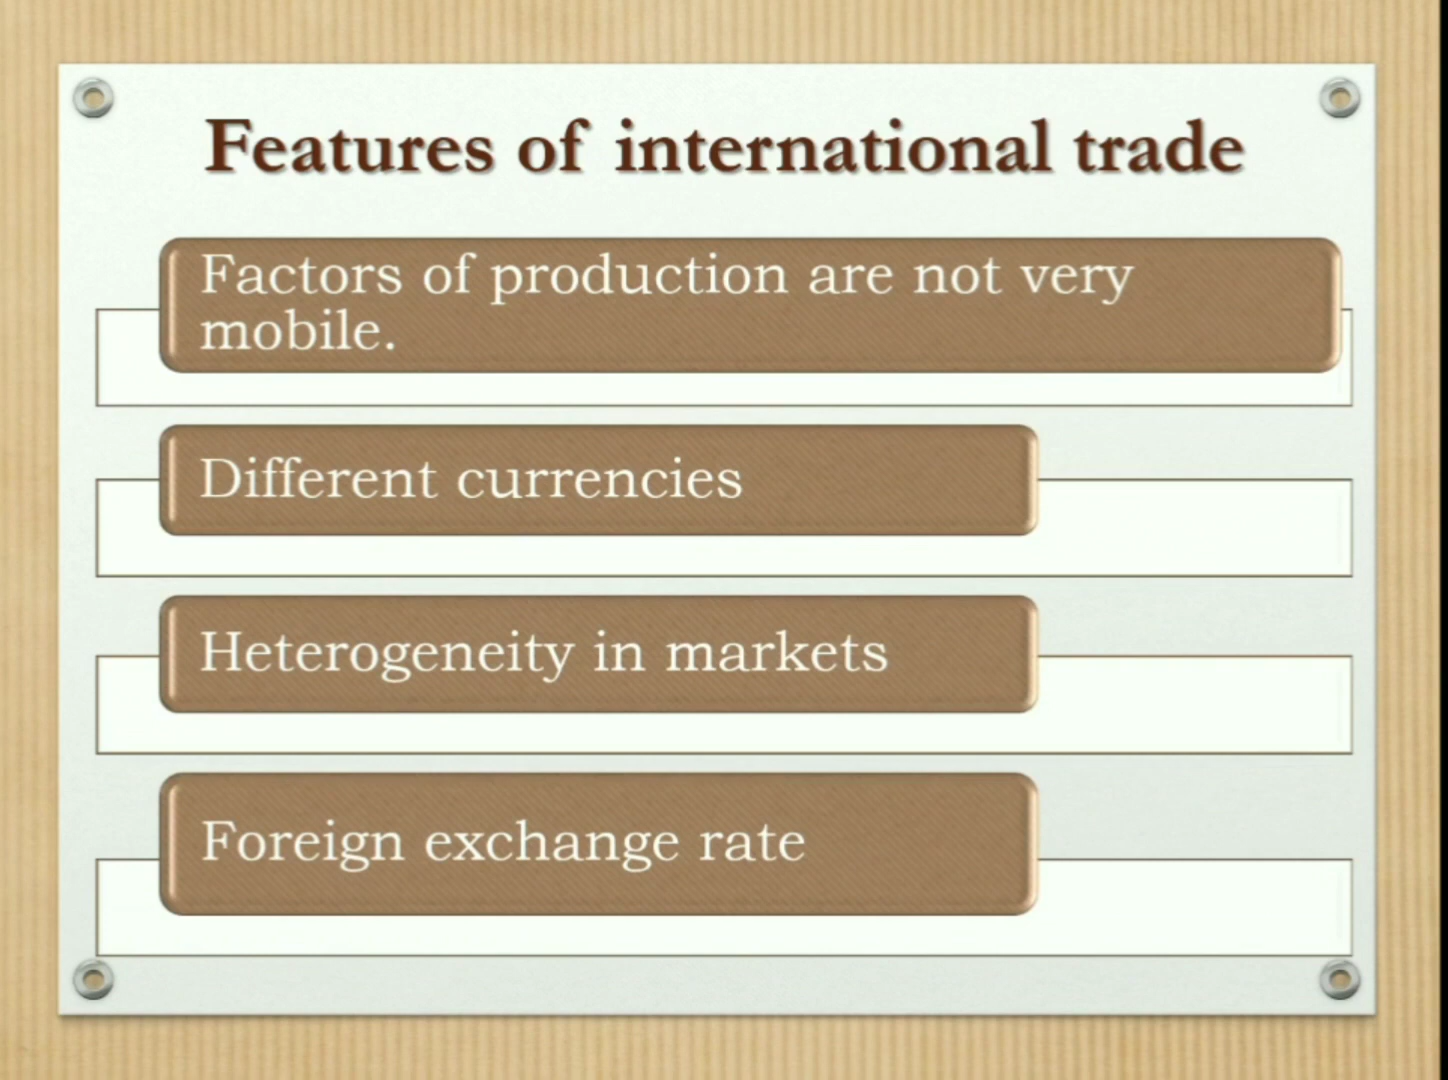 Features of international trade
Factors of production are not very
mobile.
Different currencies
Heterogeneity in markets
Foreign exchange rate